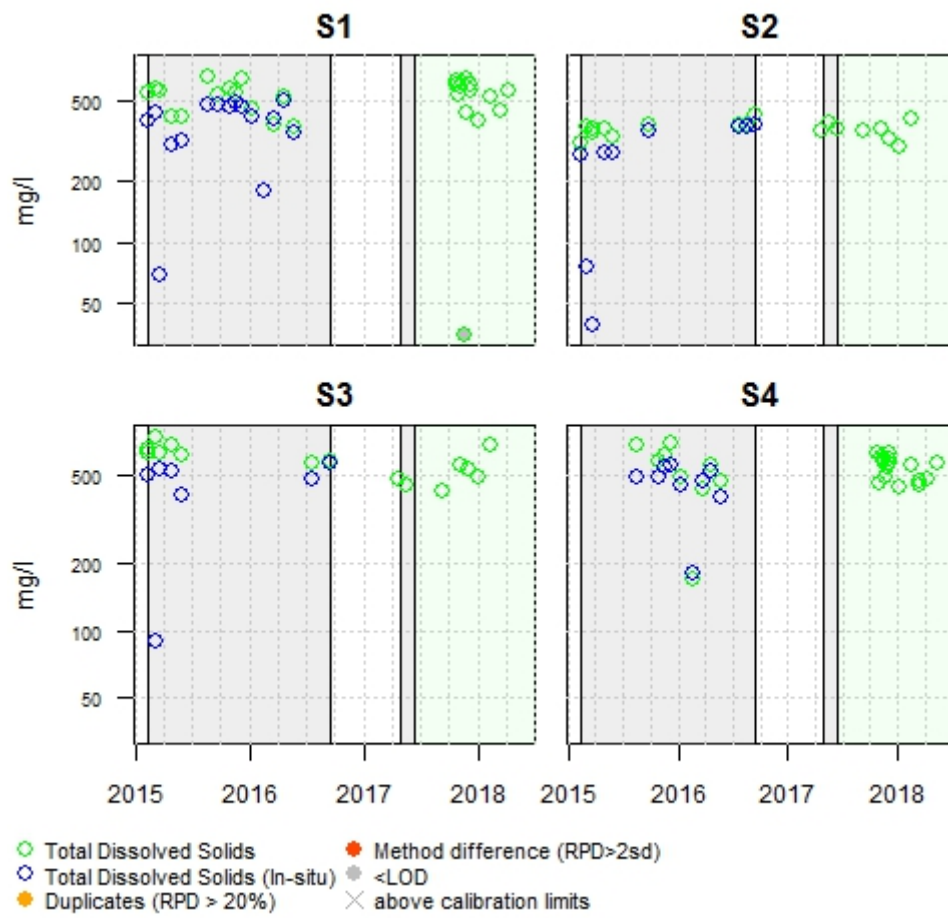 S1 S2
mg/l 500 200 100 50
S3 S4
mg/l 500 200 100 50
2015 2016 2017 2018 2015 2016 2017 2018
Total Dissolved Solids Method difference (RPD>2sd)
Total Dissolved Solids (In-situ) <LOD
Duplicates (RPD > 20%) above calibration limits